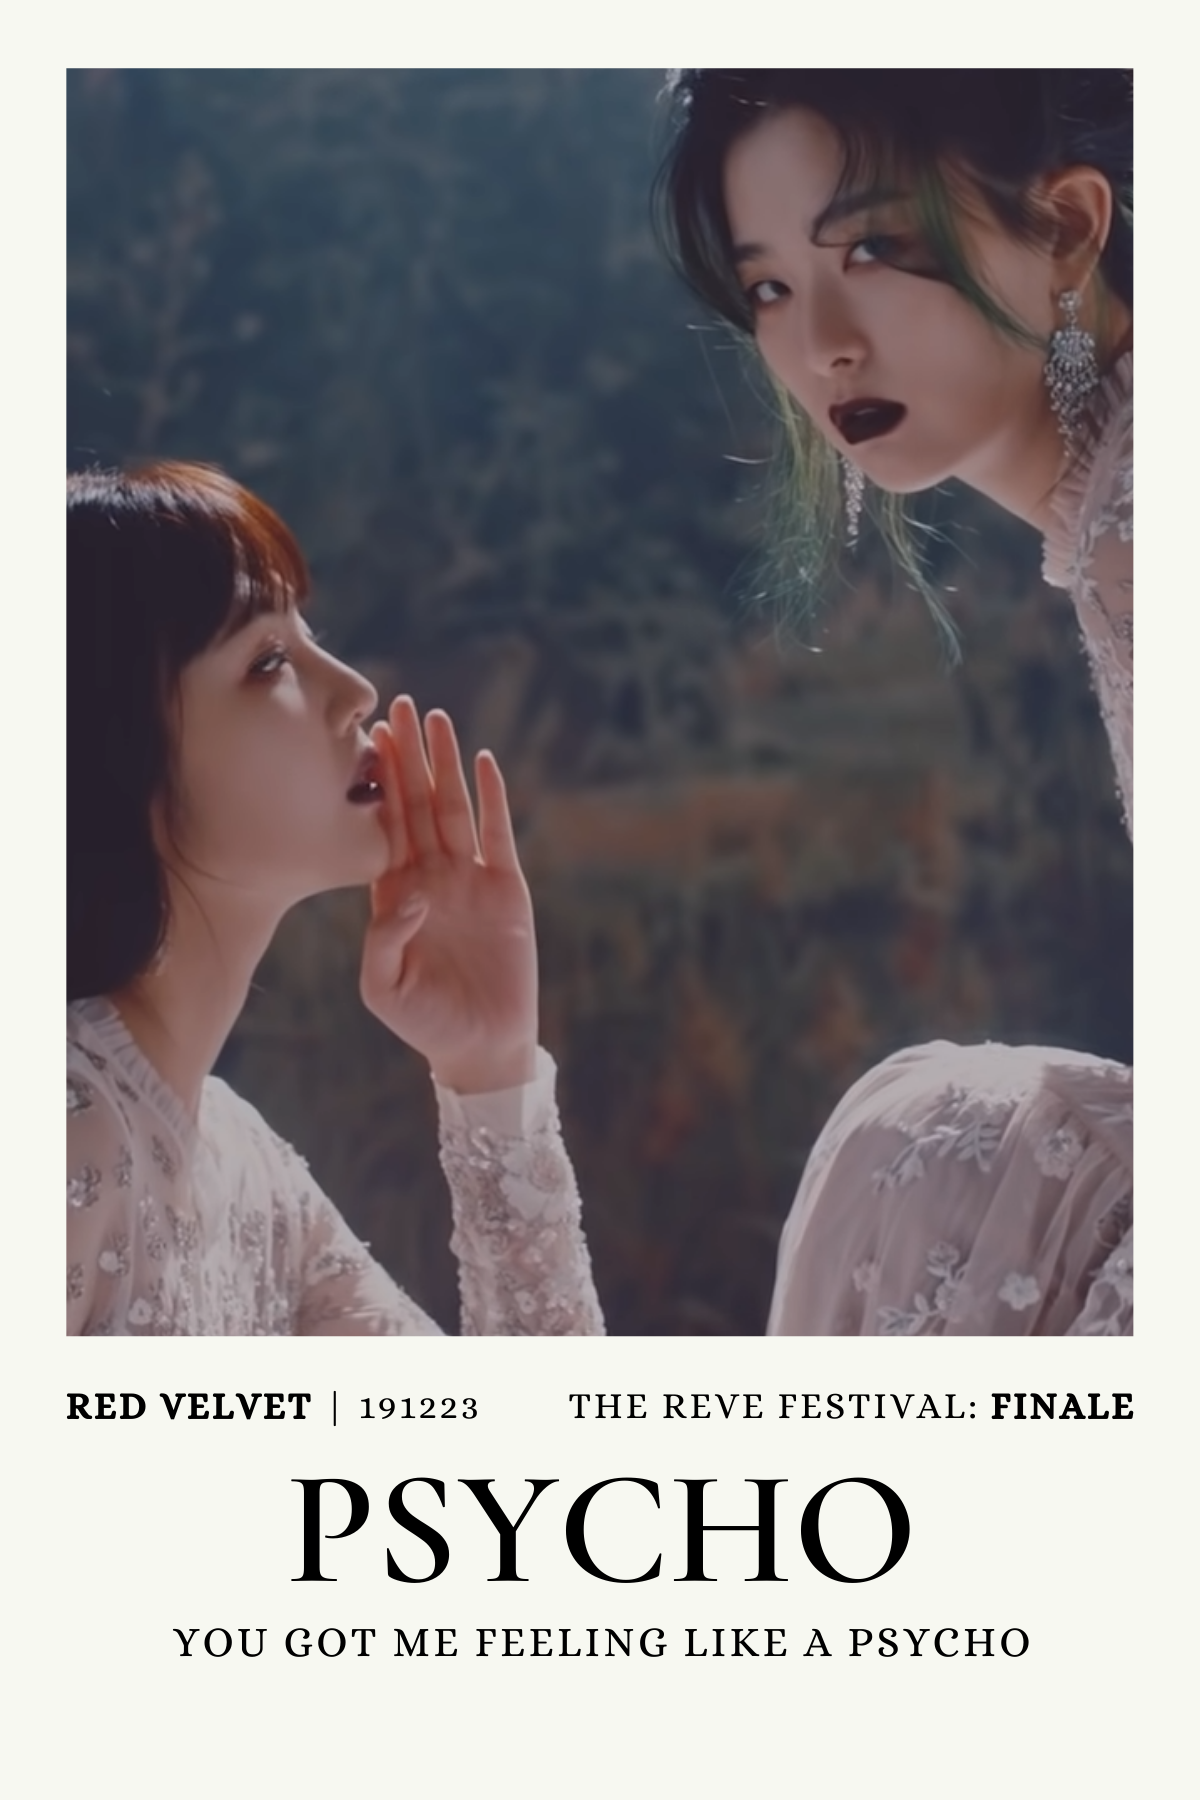 RED VELVET | 191223 THE REVE FESTIVAL: FINALE
PSYCHO
YOU GOT ME FEELING LIKE A PSYCHO